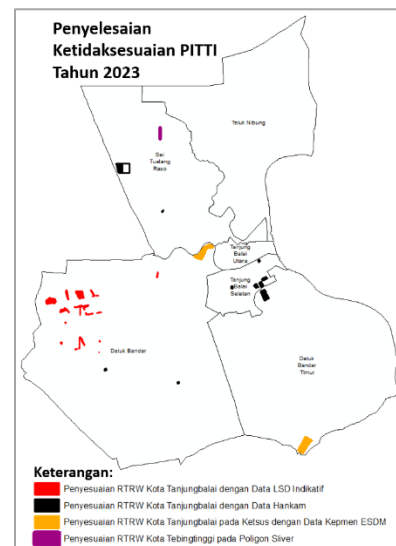 Penyelesaian
Ketidaksesuaian PITTI
Tahun 2023
Teluk Nibung
Sei
Tualang
Raso
Tanjung
Balai
Utara
Tanjung
Balai
Selatan
Datuk Bandar
Datuk
Bandar
Timur
Keterangan:
Penyesuaian RTRW Kota Tanjungbalai dengan Data LSD Indikatif
Penyesuaian RTRW Kota Tanjungbalai dengan Data Hankam
Penyesuaian RTRW Kota Tanjungbalai pada Ketsus dengan Data Kepmen ESDM
Penyesuaian RTRW Kota Tebingtinggi pada Poligon Sliver